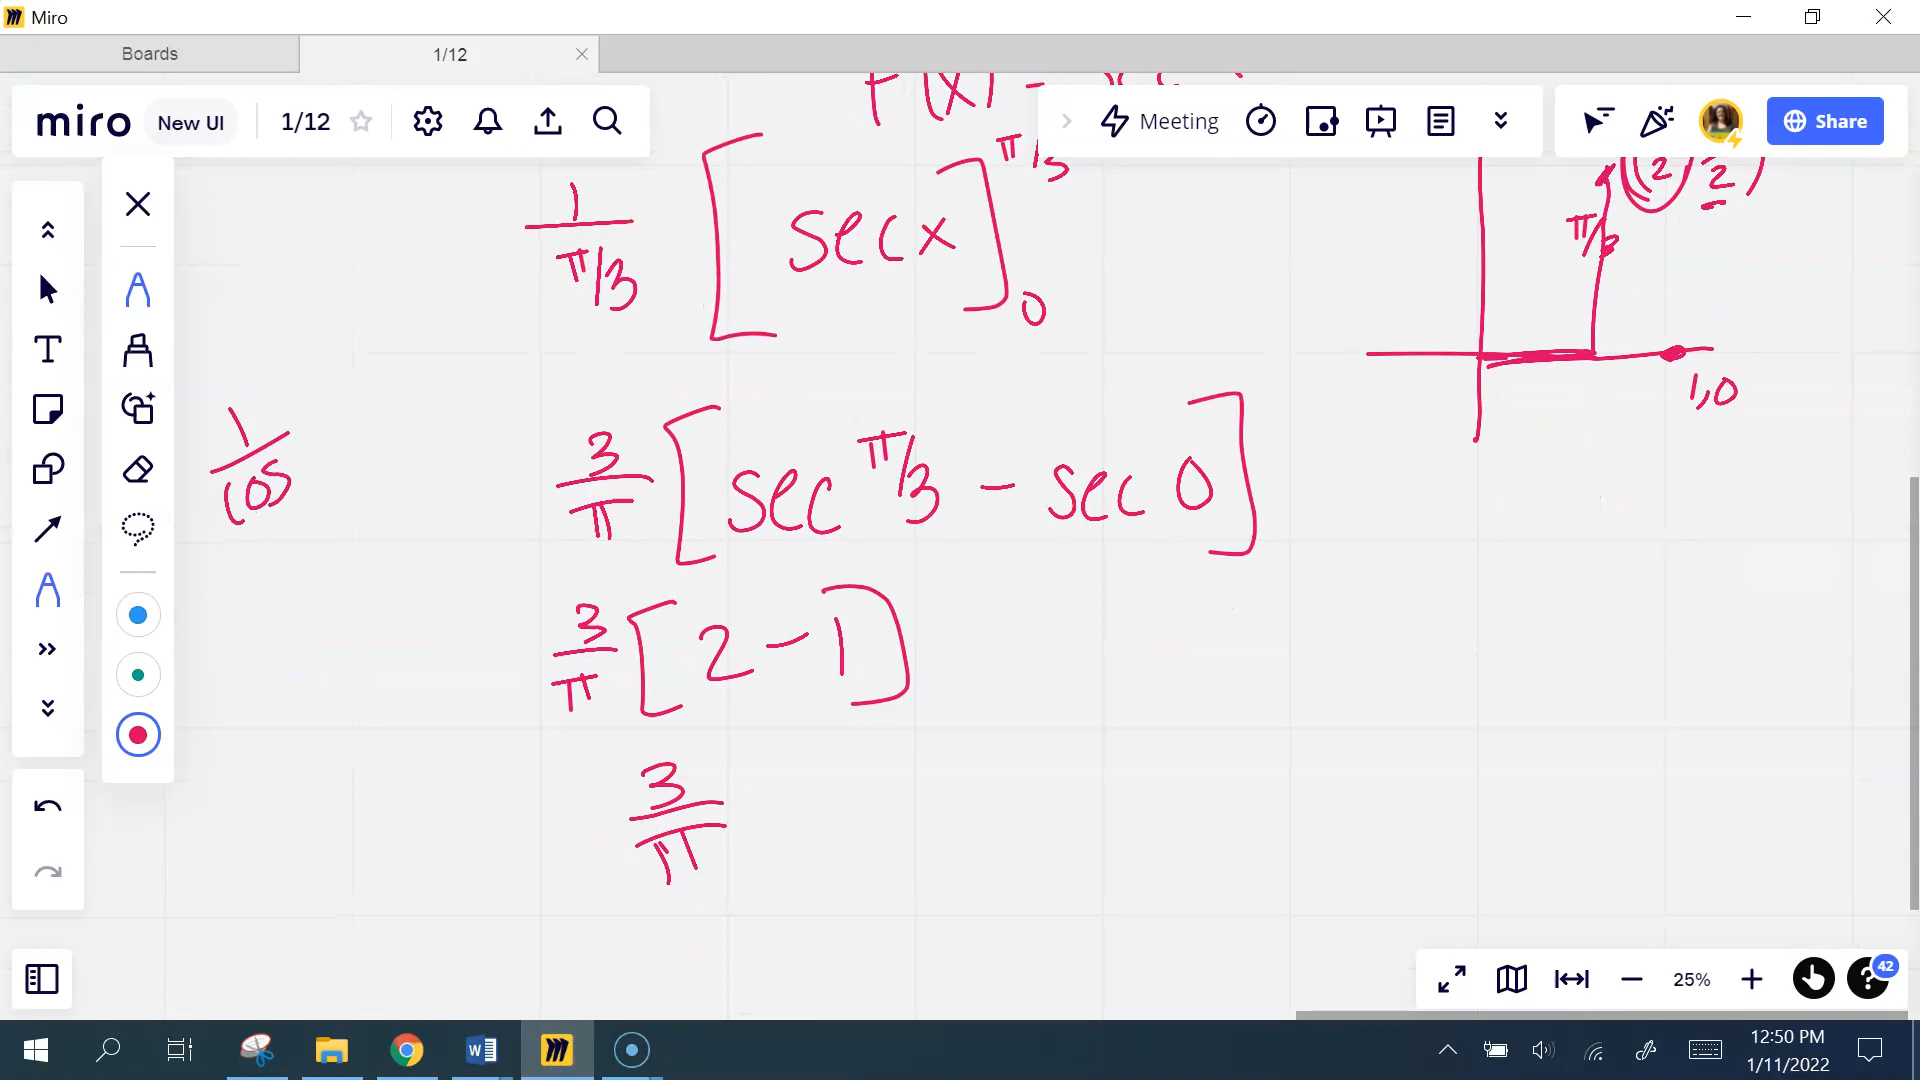 Miro
Boards
1/12
miro New UI 1/12
Meeting
Share
F(x) =
1/(π/3) [sec x]₀^π/3
π/3
1,0
1/cos
3/π [sec π/3 − sec 0]
3/π [2 − 1]
3/π
25%
42
12:50 PM
1/11/2022